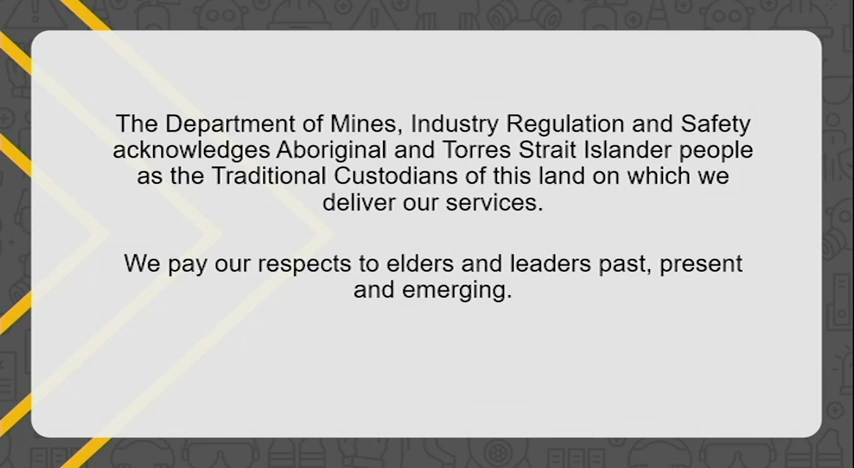 The Department of Mines, Industry Regulation and Safety
acknowledges Aboriginal and Torres Strait Islander people
as the Traditional Custodians of this land on which we
deliver our services.
We pay our respects to elders and leaders past, present
and emerging.